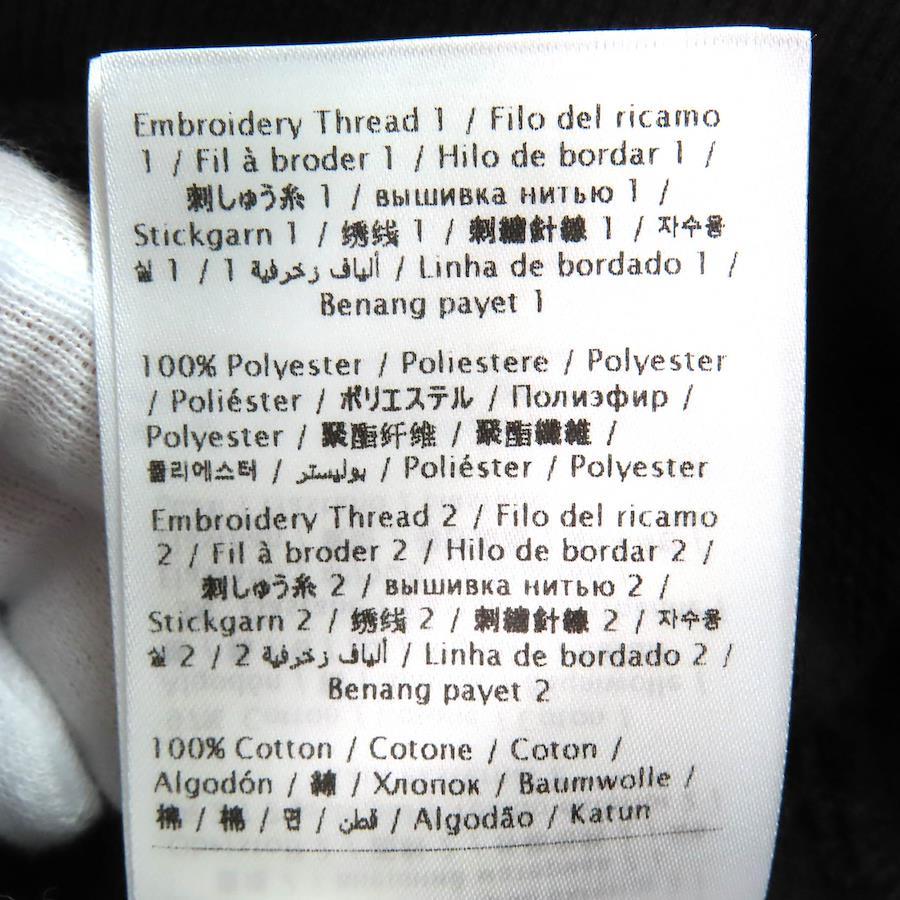 Embroidery Thread 1 / Filo del ricamo
1 / Fil à broder 1 / Hilo de bordar 1 /
刺しゅう糸 1 / вышивка нитью 1 /
Stickgarn 1 / 绣线 1 / 刺繡針線 1 / 자수용
실 1 / ألياف زخرفية 1 / Linha de bordado 1 /
Benang payet 1
100% Polyester / Poliestere / Polyester
/ Poliéster / ポリエステル / Полиэфир /
Polyester / 聚酯纤维 / 聚酯纖維 /
폴리에스터 / بوليستر / Poliéster / Polyester
Embroidery Thread 2 / Filo del ricamo
2 / Fil à broder 2 / Hilo de bordar 2 /
刺しゅう糸 2 / вышивка нитью 2 /
Stickgarn 2 / 绣线 2 / 刺繡針線 2 / 자수용
실 2 / ألياف زخرفية 2 / Linha de bordado 2 /
Benang payet 2
100% Cotton / Cotone / Coton /
Algodón / 綿 / Хлопок / Baumwolle /
棉 / 棉 / 면 / قطن / Algodão / Katun